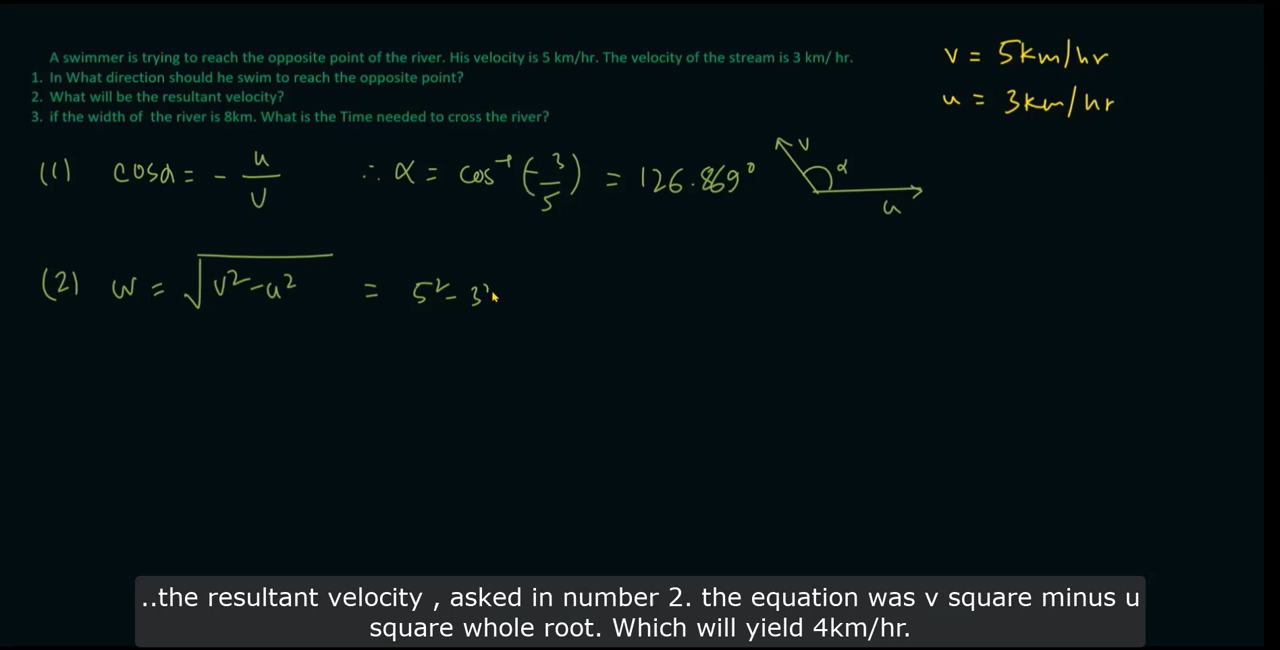 A swimmer is trying to reach the opposite point of the river. His velocity is 5 km/hr. The velocity of the stream is 3 km/ hr.
1. In What direction should he swim to reach the opposite point?
2. What will be the resultant velocity?
3. if the width of the river is 8km. What is the Time needed to cross the river?
v = 5km/hr
u = 3km/hr
(1) cosα = - u/v ∴ α = cos⁻¹(-3/5) = 126.869°
v
α
u
(2) w = √v²-u² = 5²-3²
..the resultant velocity , asked in number 2. the equation was v square minus u
square whole root. Which will yield 4km/hr.